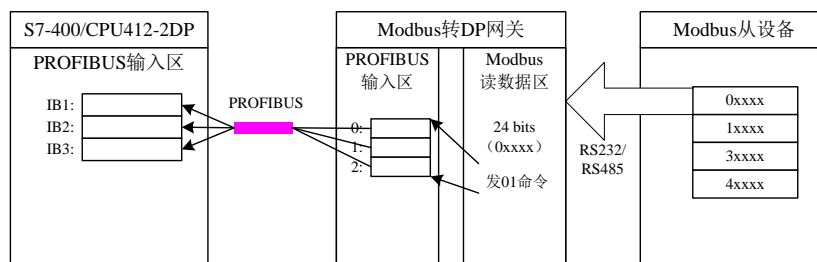 S7-400/CPU412-2DP
PROFIBUS输入区
IB1:
IB2:
IB3:
PROFIBUS
Modbus转DP网关
PROFIBUS
输入区
0:
1:
2:
Modbus
读数据区
24 bits
（0xxxx）
发01命令
RS232/
RS485
Modbus从设备
0xxxx
1xxxx
3xxxx
4xxxx